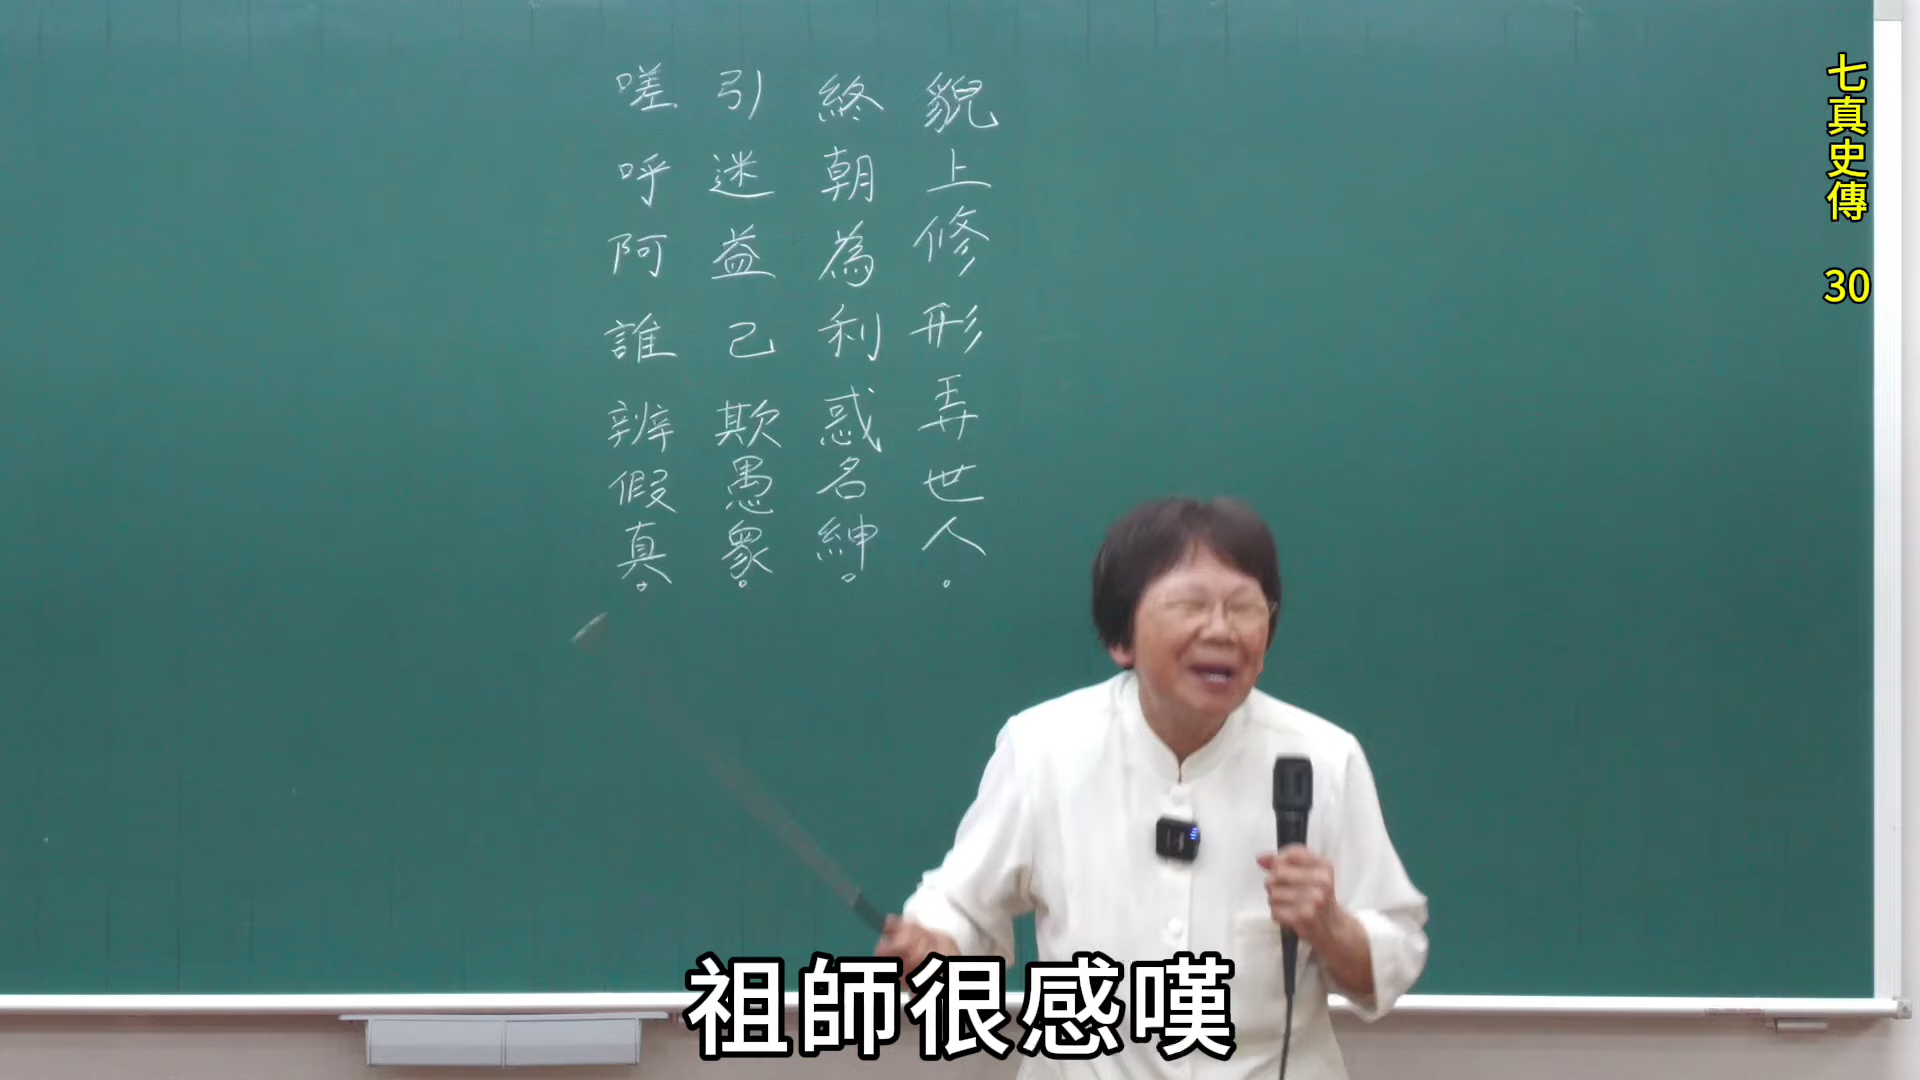 貌上修形弄世人。
終朝為利惑名紳。
引迷益己欺愚衆。
嗟呼阿誰辨假真。
七真史傳 30
祖師很感嘆